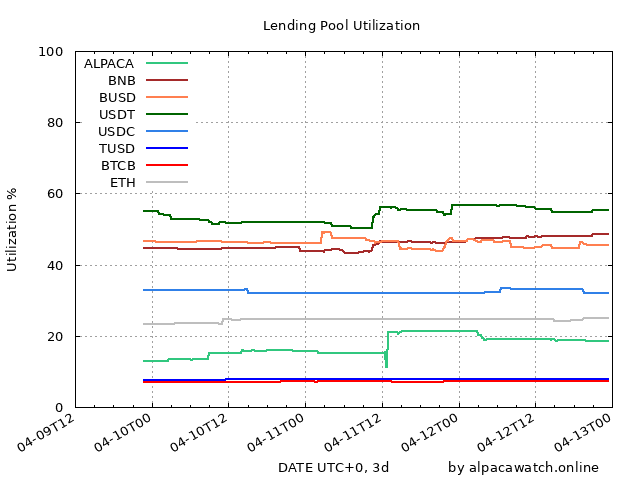 Lending Pool Utilization
Utilization %
100
80
60
40
20
0
ALPACA
BNB
BUSD
USDT
USDC
TUSD
BTCB
ETH
04-09T12
04-10T00
04-10T12
04-11T00
04-11T12
04-12T00
04-12T12
04-13T00
DATE UTC+0, 3d
by alpacawatch.online